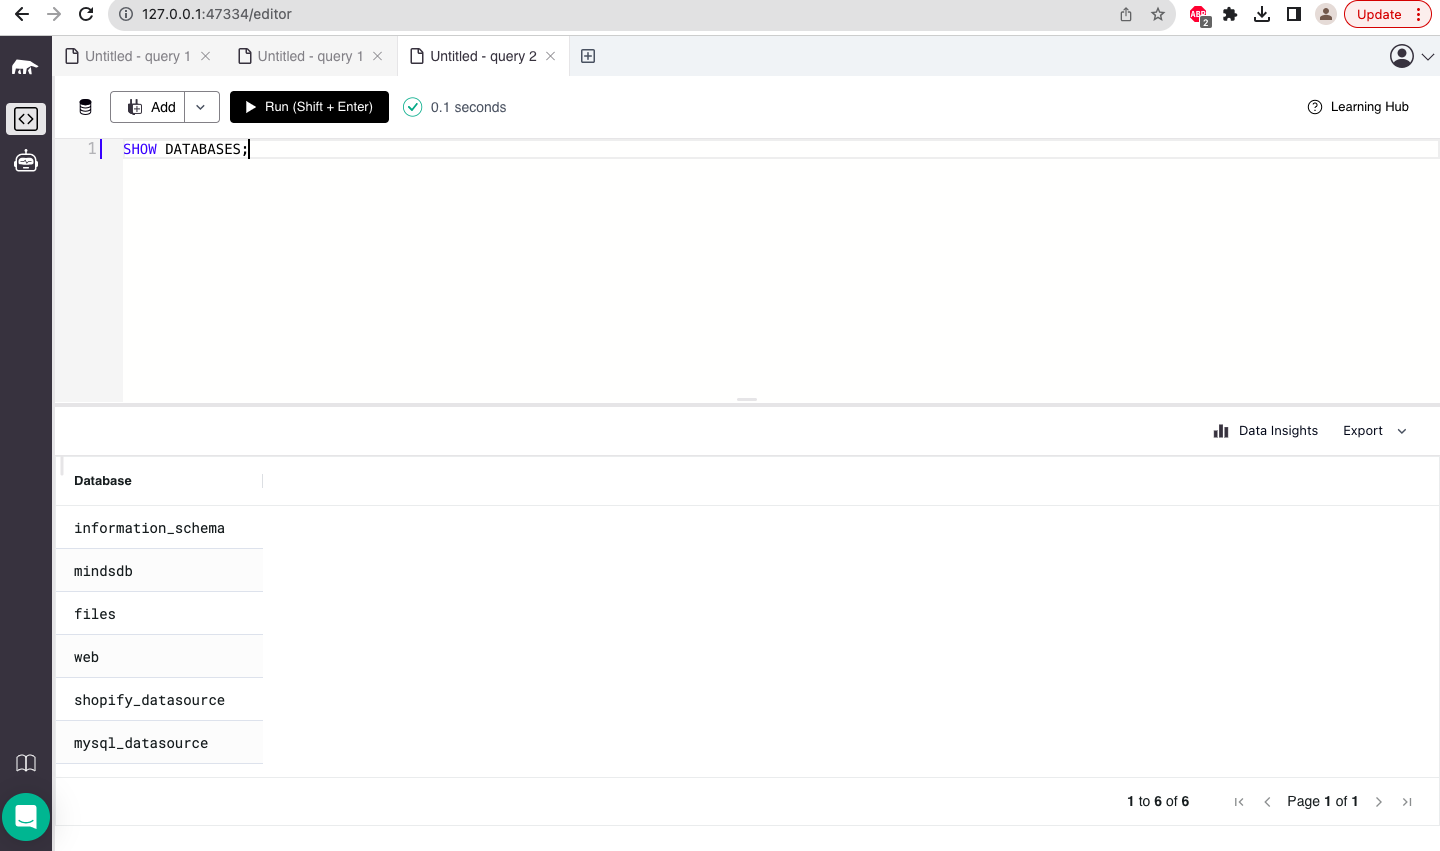 127.0.0.1:47334/editor
ABP
2
Update
Untitled - query 1
Untitled - query 1
Untitled - query 2
Add
Run (Shift + Enter)
0.1 seconds
Learning Hub
1
SHOW DATABASES;
Data Insights
Export
Database
information_schema
mindsdb
files
web
shopify_datasource
mysql_datasource
1 to 6 of 6
Page 1 of 1